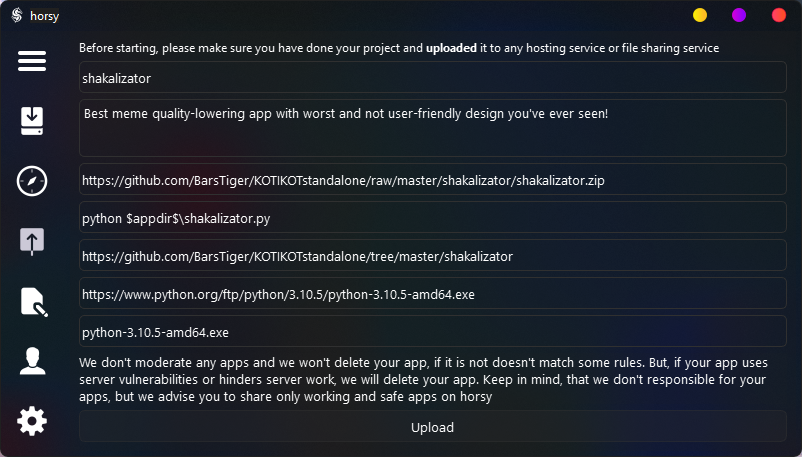 horsy
Before starting, please make sure you have done your project and uploaded it to any hosting service or file sharing service
shakalizator
Best meme quality-lowering app with worst and not user-friendly design you've ever seen!
https://github.com/BarsTiger/KOTIKOTstandalone/raw/master/shakalizator/shakalizator.zip
python $appdir$\shakalizator.py
https://github.com/BarsTiger/KOTIKOTstandalone/tree/master/shakalizator
https://www.python.org/ftp/python/3.10.5/python-3.10.5-amd64.exe
python-3.10.5-amd64.exe
We don't moderate any apps and we won't delete your app, if it is not doesn't match some rules. But, if your app uses
server vulnerabilities or hinders server work, we will delete your app. Keep in mind, that we don't responsible for your
apps, but we advise you to share only working and safe apps on horsy
Upload